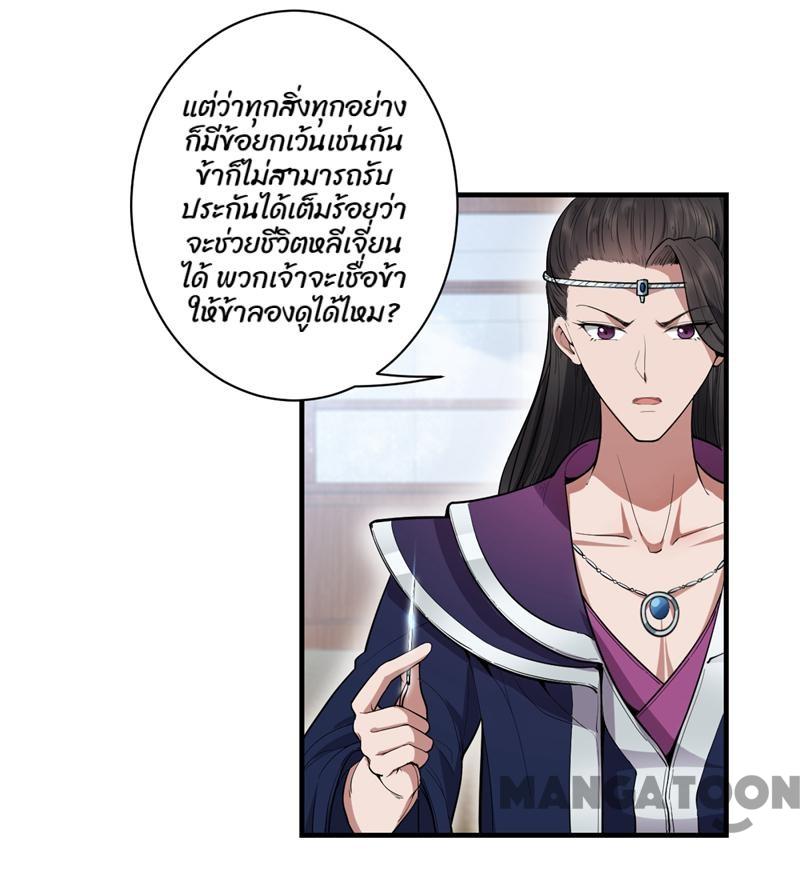 แต่ว่าทุกสิ่งทุกอย่าง
ก็มีข้อยกเว้นเช่นกัน
ข้าก็ไม่สามารถรับ
ประกันได้เต็มร้อยว่า
จะช่วยชีวิตหลีเจี่ยน
ได้ พวกเจ้าจะเชื่อข้า
ให้ข้าลองดูได้ไหม?
MANGATOON